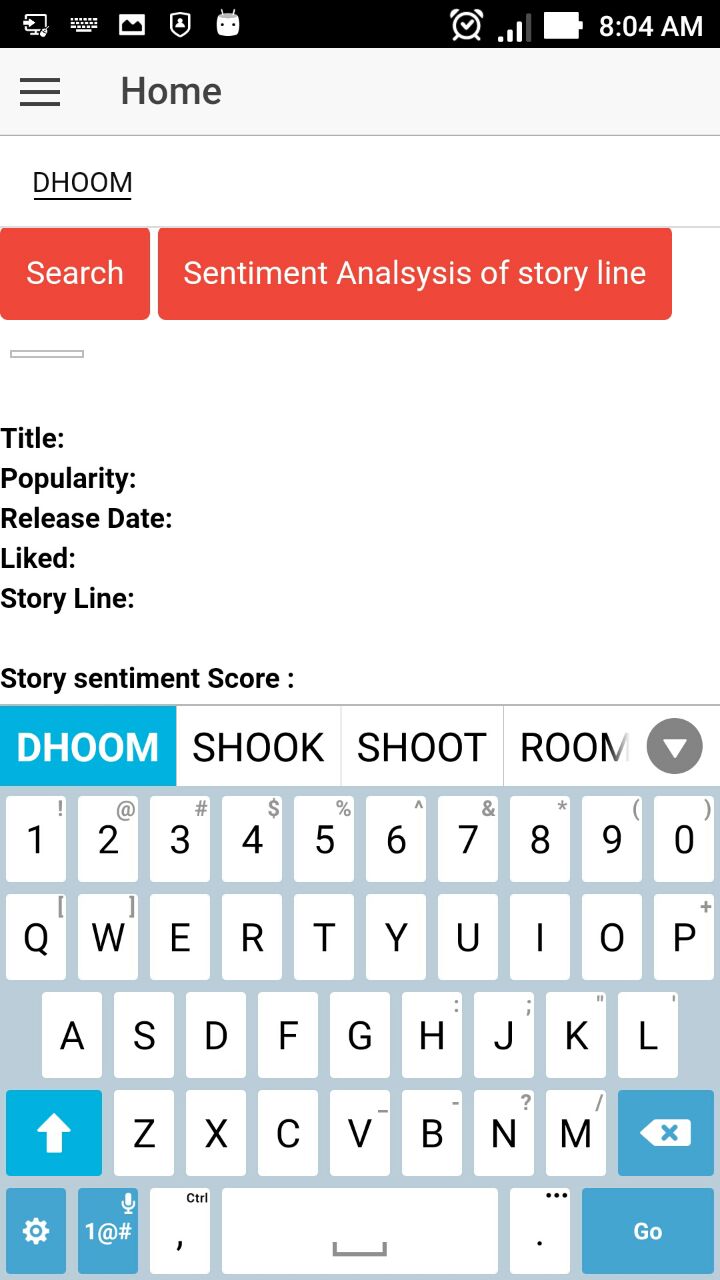 8:04 AM
Home
DHOOM
Search Sentiment Analsysis of story line
Title:
Popularity:
Release Date:
Liked:
Story Line:
Story sentiment Score :
DHOOM SHOOK SHOOT ROOM
! @ # $ % ^ & * ( )
1 2 3 4 5 6 7 8 9 0
[ ] +
Q W E R T Y U I O P
: ; " '
A S D F G H J K L
_ - ? /
Z X C V B N M
Ctrl ...
1@# , . Go